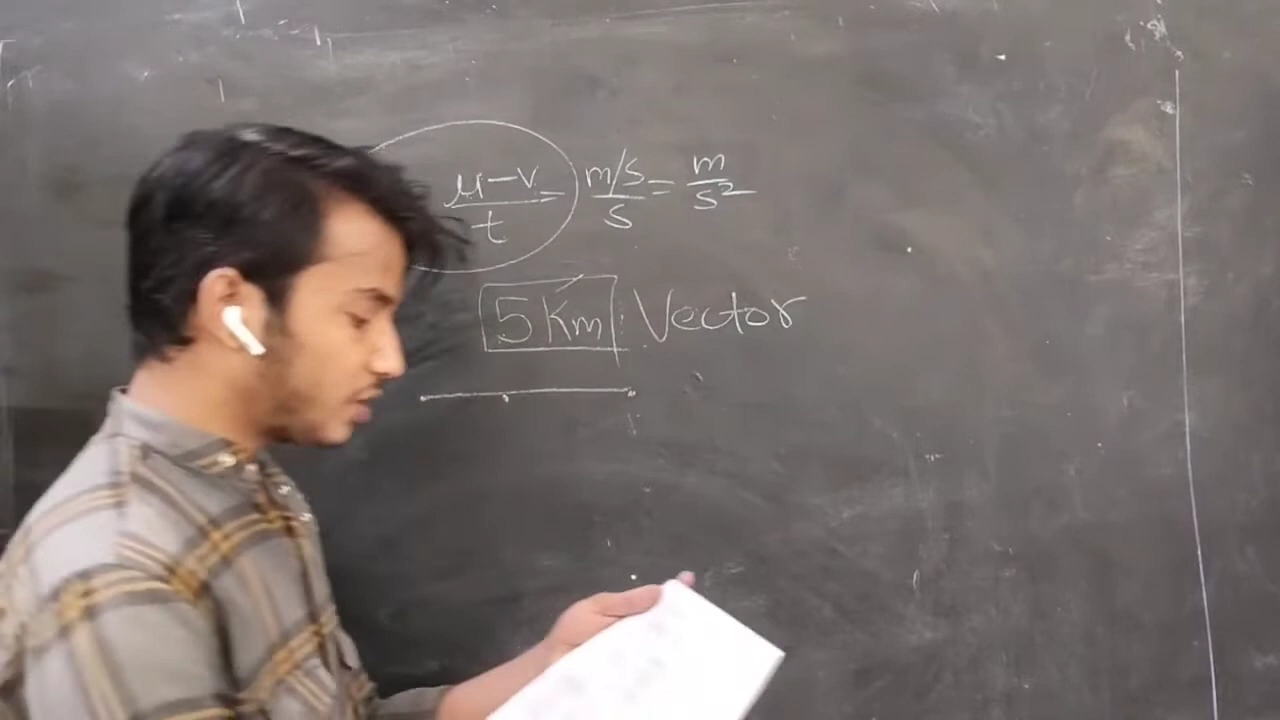 μ-v/t = m/s/s = m/s²
5 Km Vector